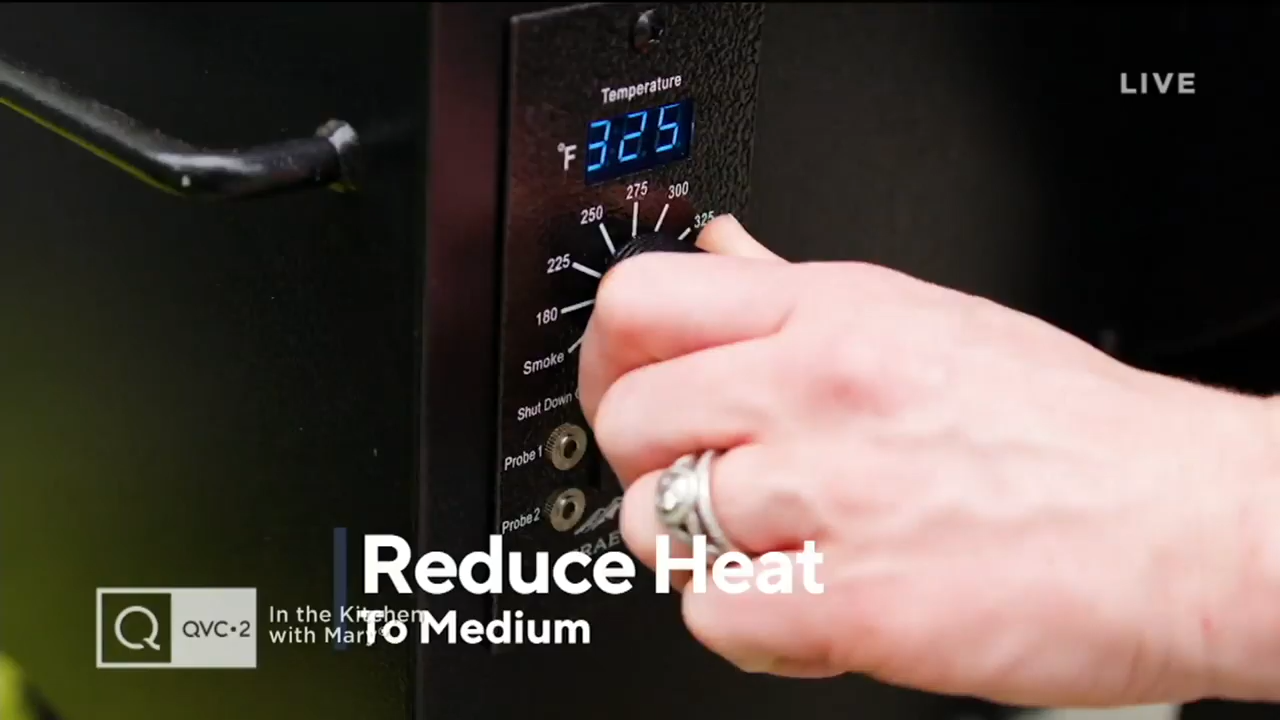 LIVE
Temperature
°F 325
275 300
250 325
225
180
Smoke
Shut Down
Probe 1
Probe 2
Reduce Heat
To Medium
Q QVC•2
In the Kitchen
with Mary®